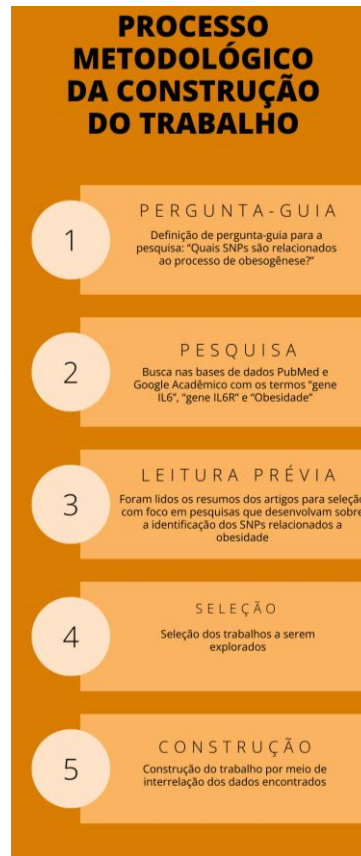 PROCESSO
METODOLÓGICO
DA CONSTRUÇÃO
DO TRABALHO
PERGUNTA-GUIA
1
Definição de pergunta-guia para a
pesquisa: “Quais SNPs são relacionados
ao processo de obesogênese?”
PESQUISA
2
Busca nas bases de dados PubMed e
Google Acadêmico com os termos “gene
IL6”, “gene IL6R” e “Obesidade”
LEITURA PRÉVIA
3
Foram lidos os resumos dos artigos para seleção
com foco em pesquisas que desenvolvam sobre
a identificação dos SNPs relacionados a
obesidade
SELEÇÃO
4
Seleção dos trabalhos a serem
explorados
CONSTRUÇÃO
5
Construção do trabalho por meio de
interrelação dos dados encontrados